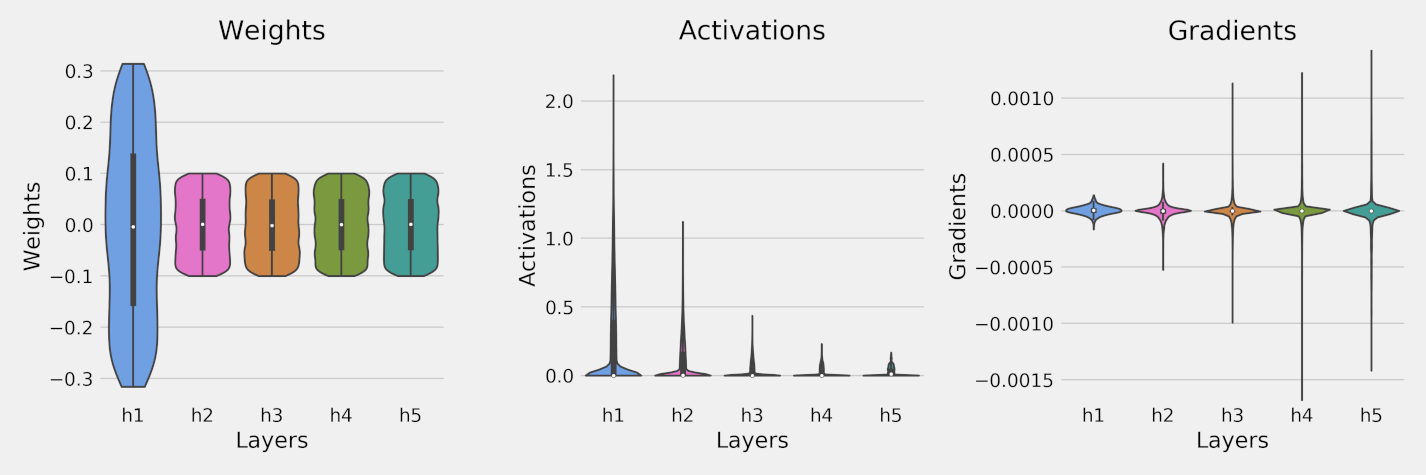 Weights
Activations
Gradients
Weights
0.3
0.2
0.1
0.0
−0.1
−0.2
−0.3
h1 h2 h3 h4 h5
Layers
Activations
2.0
1.5
1.0
0.5
0.0
h1 h2 h3 h4 h5
Layers
Gradients
0.0010
0.0005
0.0000
−0.0005
−0.0010
−0.0015
h1 h2 h3 h4 h5
Layers